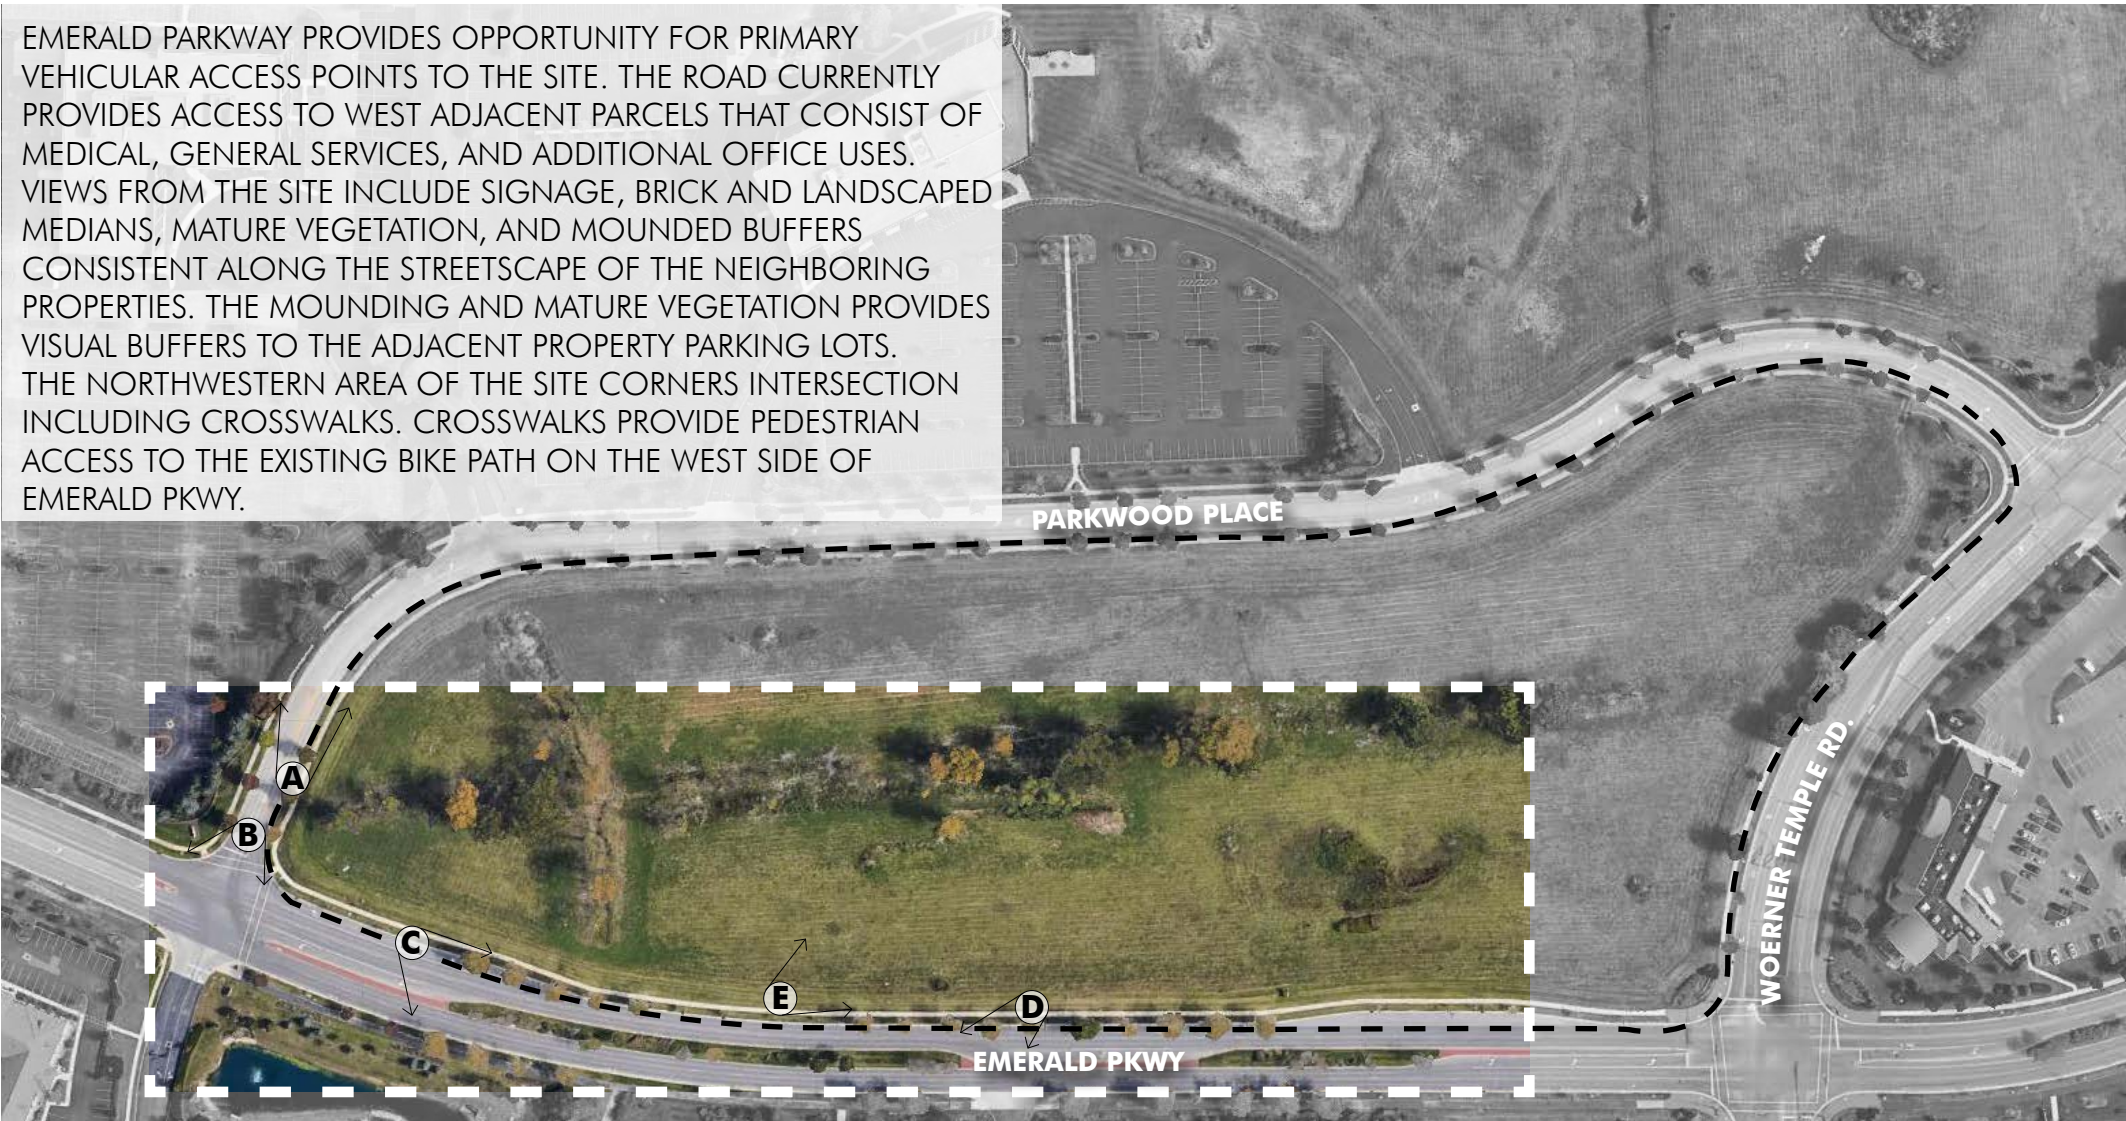 EMERALD PARKWAY PROVIDES OPPORTUNITY FOR PRIMARY
VEHICULAR ACCESS POINTS TO THE SITE. THE ROAD CURRENTLY
PROVIDES ACCESS TO WEST ADJACENT PARCELS THAT CONSIST OF
MEDICAL, GENERAL SERVICES, AND ADDITIONAL OFFICE USES.
VIEWS FROM THE SITE INCLUDE SIGNAGE, BRICK AND LANDSCAPED
MEDIANS, MATURE VEGETATION, AND MOUNDED BUFFERS
CONSISTENT ALONG THE STREETSCAPE OF THE NEIGHBORING
PROPERTIES. THE MOUNDING AND MATURE VEGETATION PROVIDES
VISUAL BUFFERS TO THE ADJACENT PROPERTY PARKING LOTS.
THE NORTHWESTERN AREA OF THE SITE CORNERS INTERSECTION
INCLUDING CROSSWALKS. CROSSWALKS PROVIDE PEDESTRIAN
ACCESS TO THE EXISTING BIKE PATH ON THE WEST SIDE OF
EMERALD PKWY.
PARKWOOD PLACE
A
B
C
E
D
EMERALD PKWY
WOERNER TEMPLE RD.